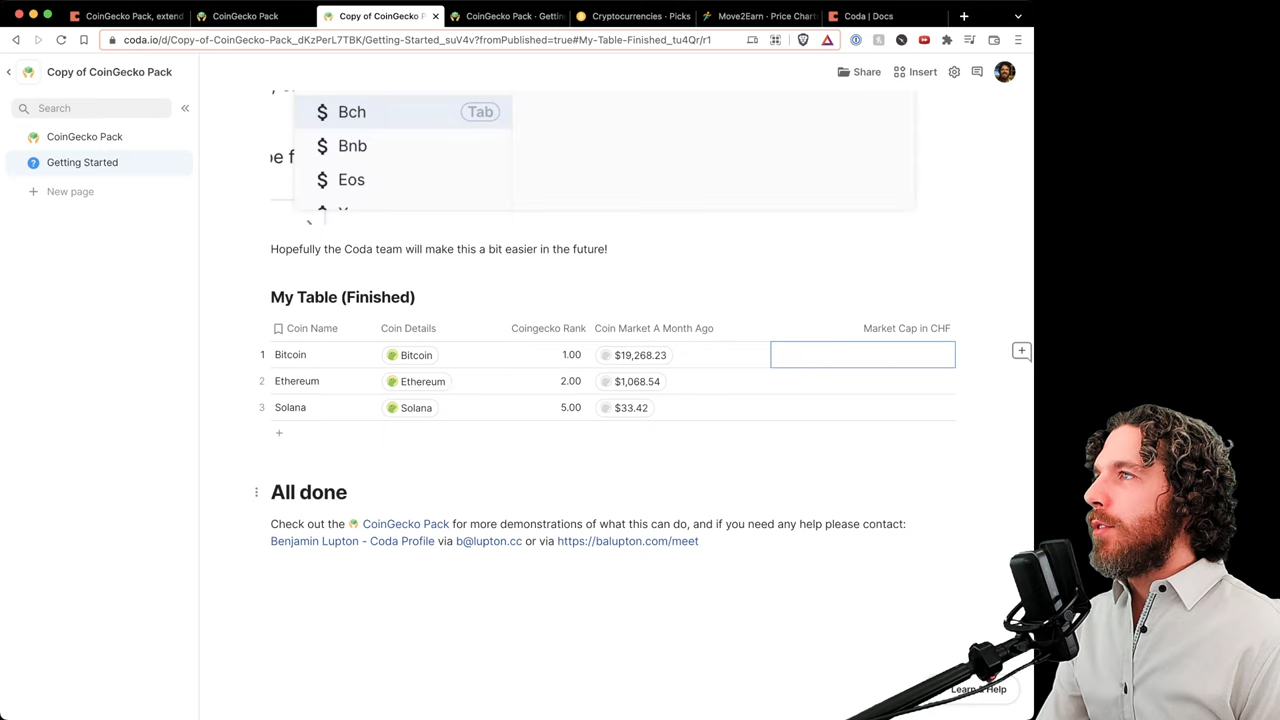 CoinGecko Pack, extend
CoinGecko Pack
Copy of CoinGecko P
CoinGecko Pack · Gettin
Cryptocurrencies · Picks
Move2Earn · Price Chart
Coda | Docs
coda.io/d/Copy-of-CoinGecko-Pack_dKzPerL7TBK/Getting-Started_suV4v?fromPublished=true#My-Table-Finished_tu4Qr/r1
Copy of CoinGecko Pack
Share
Insert
Search
CoinGecko Pack
Getting Started
New page
$ Bch Tab
$ Bnb
$ Eos
Hopefully the Coda team will make this a bit easier in the future!
My Table (Finished)
Coin Name Coin Details Coingecko Rank Coin Market A Month Ago Market Cap in CHF
1 Bitcoin Bitcoin 1.00 $19,268.23
2 Ethereum Ethereum 2.00 $1,068.54
3 Solana Solana 5.00 $33.42
All done
Check out the CoinGecko Pack for more demonstrations of what this can do, and if you need any help please contact:
Benjamin Lupton - Coda Profile via b@lupton.cc or via https://balupton.com/meet
Learn & Help